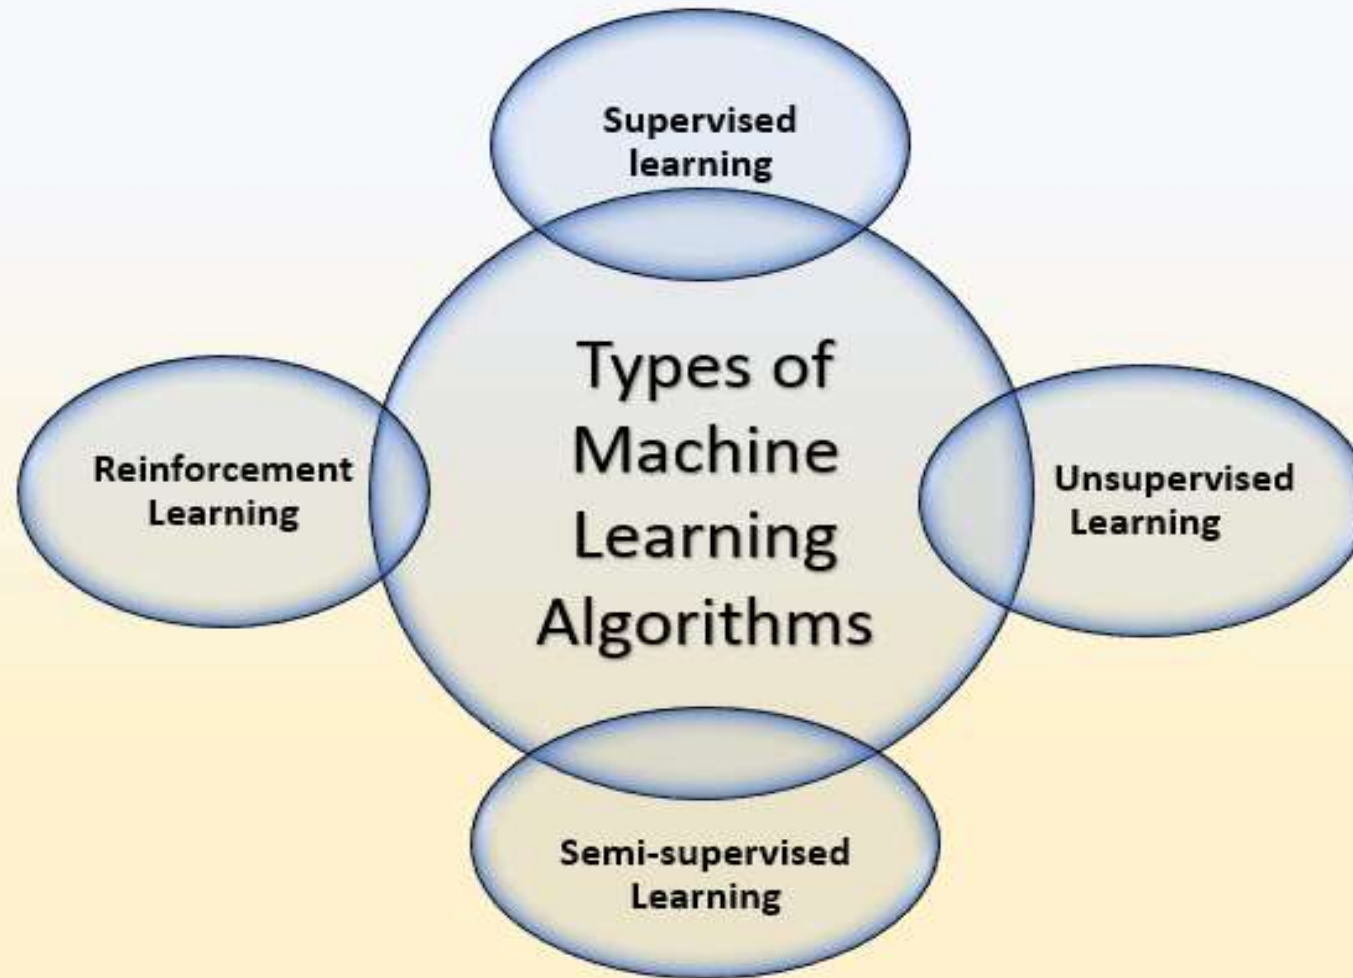 Supervised
learning
Types of
Machine
Learning
Algorithms
Reinforcement
Learning
Unsupervised
Learning
Semi-supervised
Learning